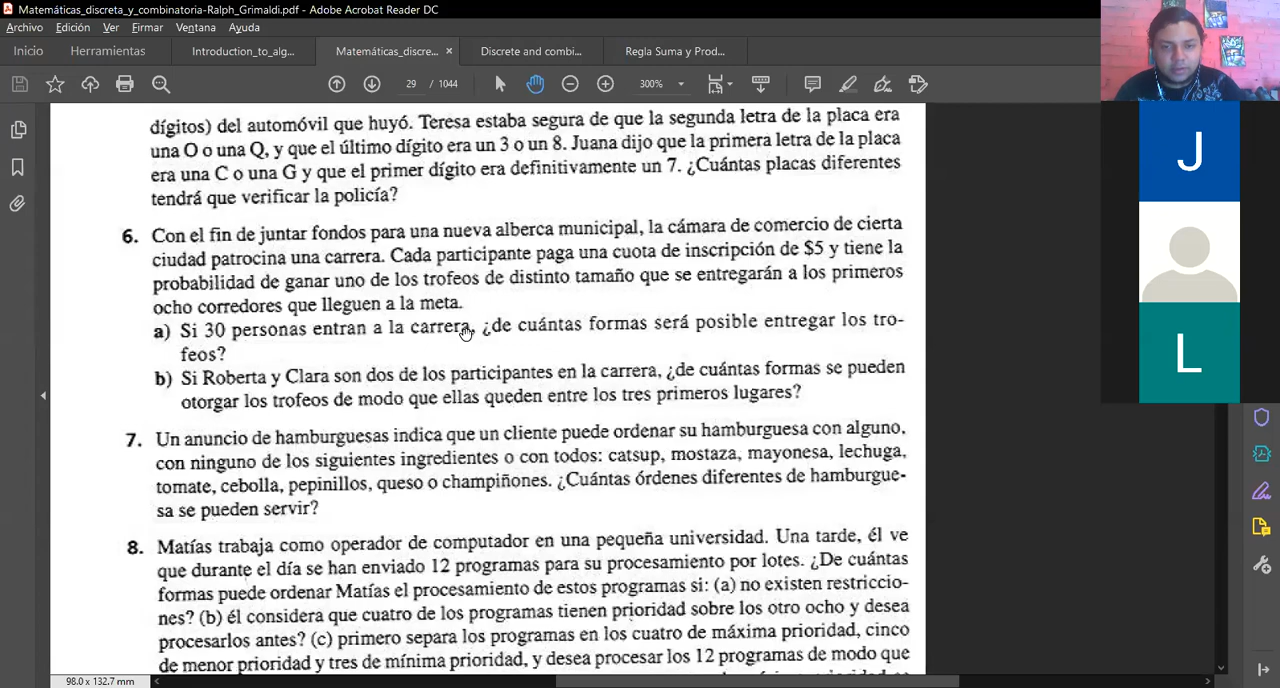 Matemáticas_discreta_y_combinatoria-Ralph_Grimaldi.pdf - Adobe Acrobat Reader DC
Archivo Edición Ver Firmar Ventana Ayuda
Inicio Herramientas Introduction_to_alg... Matemáticas_discre... × Discrete and combi... Regla Suma y Prod...
29 / 1044 300%
dígitos) del automóvil que huyó. Teresa estaba segura de que la segunda letra de la placa era
una O o una Q, y que el último dígito era un 3 o un 8. Juana dijo que la primera letra de la placa
era una C o una G y que el primer dígito era definitivamente un 7. ¿Cuántas placas diferentes
tendrá que verificar la policía?
6. Con el fin de juntar fondos para una nueva alberca municipal, la cámara de comercio de cierta
ciudad patrocina una carrera. Cada participante paga una cuota de inscripción de $5 y tiene la
probabilidad de ganar uno de los trofeos de distinto tamaño que se entregarán a los primeros
ocho corredores que lleguen a la meta.
a) Si 30 personas entran a la carrera, ¿de cuántas formas será posible entregar los tro-
feos?
b) Si Roberta y Clara son dos de los participantes en la carrera, ¿de cuántas formas se pueden
otorgar los trofeos de modo que ellas queden entre los tres primeros lugares?
7. Un anuncio de hamburguesas indica que un cliente puede ordenar su hamburguesa con alguno,
con ninguno de los siguientes ingredientes o con todos: catsup, mostaza, mayonesa, lechuga,
tomate, cebolla, pepinillos, queso o champiñones. ¿Cuántas órdenes diferentes de hamburgue-
sa se pueden servir?
8. Matías trabaja como operador de computador en una pequeña universidad. Una tarde, él ve
que durante el día se han enviado 12 programas para su procesamiento por lotes. ¿De cuántas
formas puede ordenar Matías el procesamiento de estos programas si: (a) no existen restriccio-
nes? (b) él considera que cuatro de los programas tienen prioridad sobre los otro ocho y desea
procesarlos antes? (c) primero separa los programas en los cuatro de máxima prioridad, cinco
de menor prioridad y tres de mínima prioridad, y desea procesar los 12 programas de modo que
98.0 x 132.7 mm
J
L